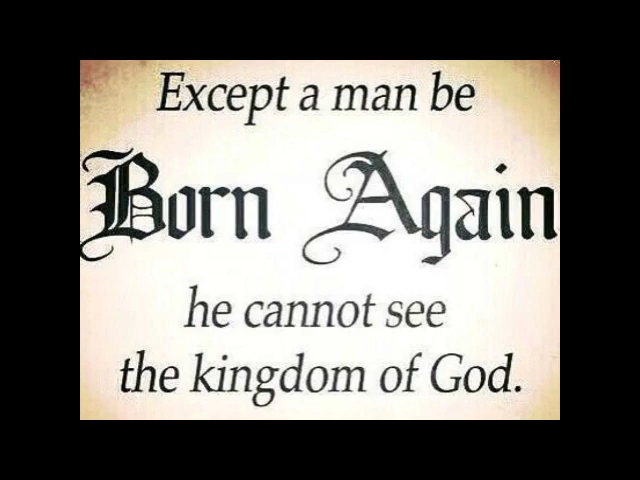 Except a man be
Born Again
he cannot see
the kingdom of God.